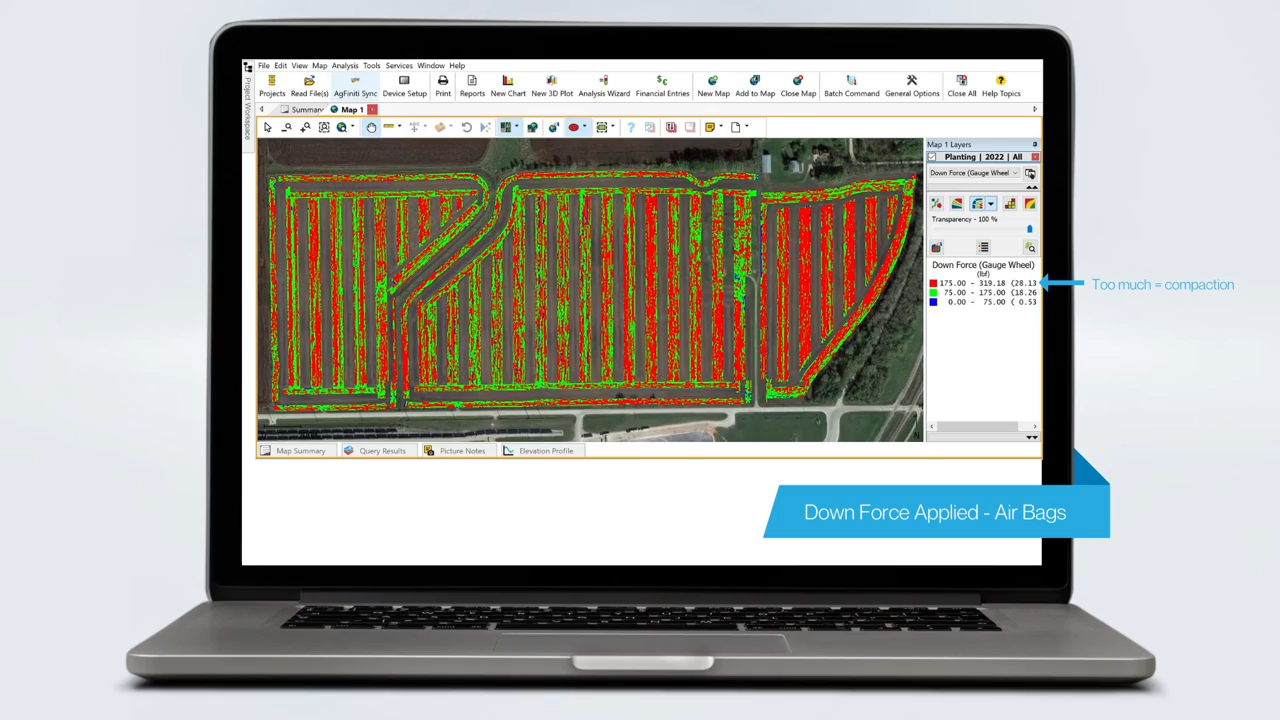 File Edit View Map Analysis Tools Services Window Help
Projects Read File(s) AgFiniti Sync Device Setup Print Reports New Chart New 3D Plot Analysis Wizard Financial Entries New Map Add to Map Close Map Batch Command General Options Close All Help Topics
Project Workspace
Summary Map 1
Map 1 Layers
Planting | 2022 | All
Down Force (Gauge Wheel
Transparency - 100 %
Down Force (Gauge Wheel)
(lbf)
175.00 - 319.18 (28.13
75.00 - 175.00 (18.26
0.00 - 75.00 ( 0.53
Too much = compaction
N
Map Summary Query Results Picture Notes Elevation Profile
Down Force Applied - Air Bags